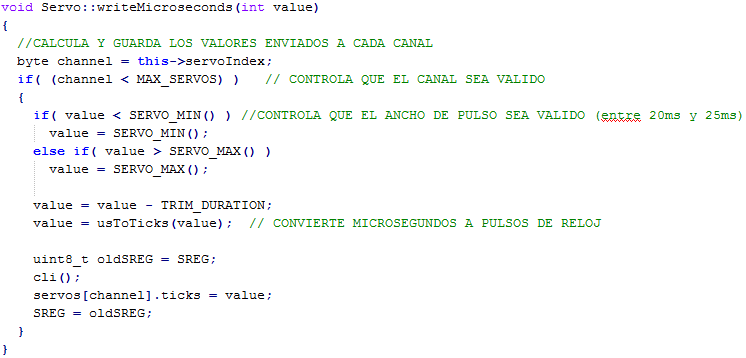 void Servo::writeMicroseconds(int value)
{
  //CALCULA Y GUARDA LOS VALORES ENVIADOS A CADA CANAL
  byte channel = this->servoIndex;
  if( (channel < MAX_SERVOS) )   // CONTROLA QUE EL CANAL SEA VALIDO
  {
    if( value < SERVO_MIN() ) //CONTROLA QUE EL ANCHO DE PULSO SEA VALIDO (entre 20ms y 25ms)
      value = SERVO_MIN();
    else if( value > SERVO_MAX() )
      value = SERVO_MAX();
    value = value - TRIM_DURATION;
    value = usToTicks(value);  // CONVIERTE MICROSEGUNDOS A PULSOS DE RELOJ
    uint8_t oldSREG = SREG;
    cli();
    servos[channel].ticks = value;
    SREG = oldSREG;
  }
}